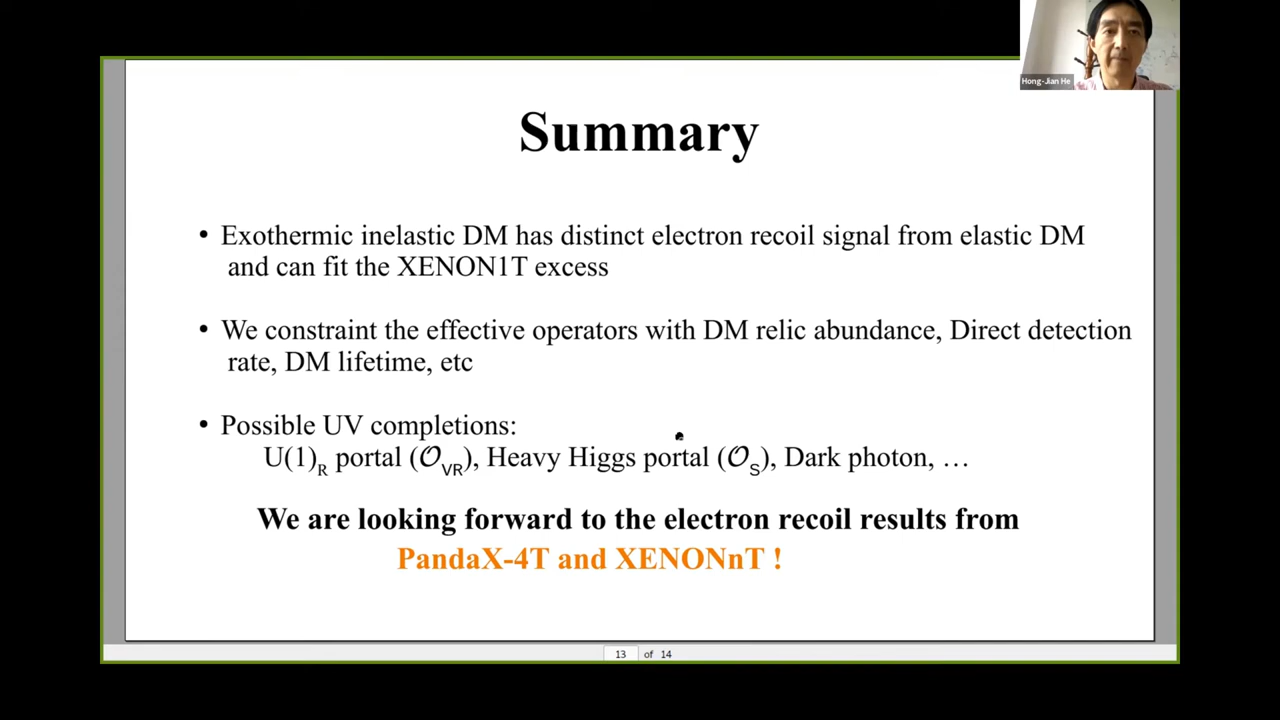 Hong-Jian He
Summary
• Exothermic inelastic DM has distinct electron recoil signal from elastic DM
and can fit the XENON1T excess
• We constraint the effective operators with DM relic abundance, Direct detection
rate, DM lifetime, etc
• Possible UV completions:
U(1)R portal (𝒪VR), Heavy Higgs portal (𝒪S), Dark photon, …
We are looking forward to the electron recoil results from
PandaX-4T and XENONnT !
13 of 14